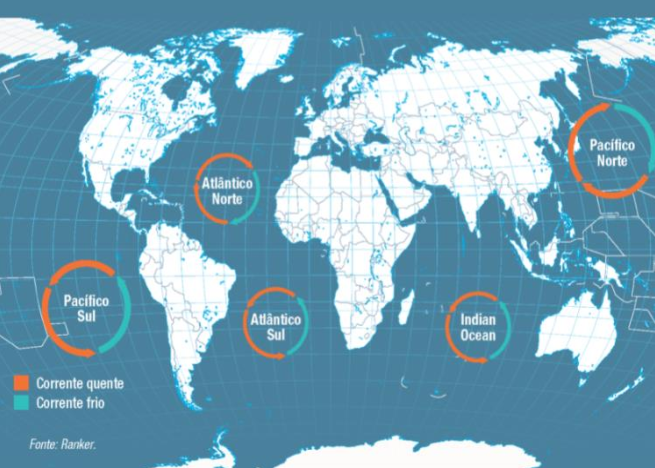 Pacífico
Norte
Atlântico
Norte
Pacífico
Sul
Atlântico
Sul
Indian
Ocean
Corrente quente
Corrente frio
Fonte: Ranker.